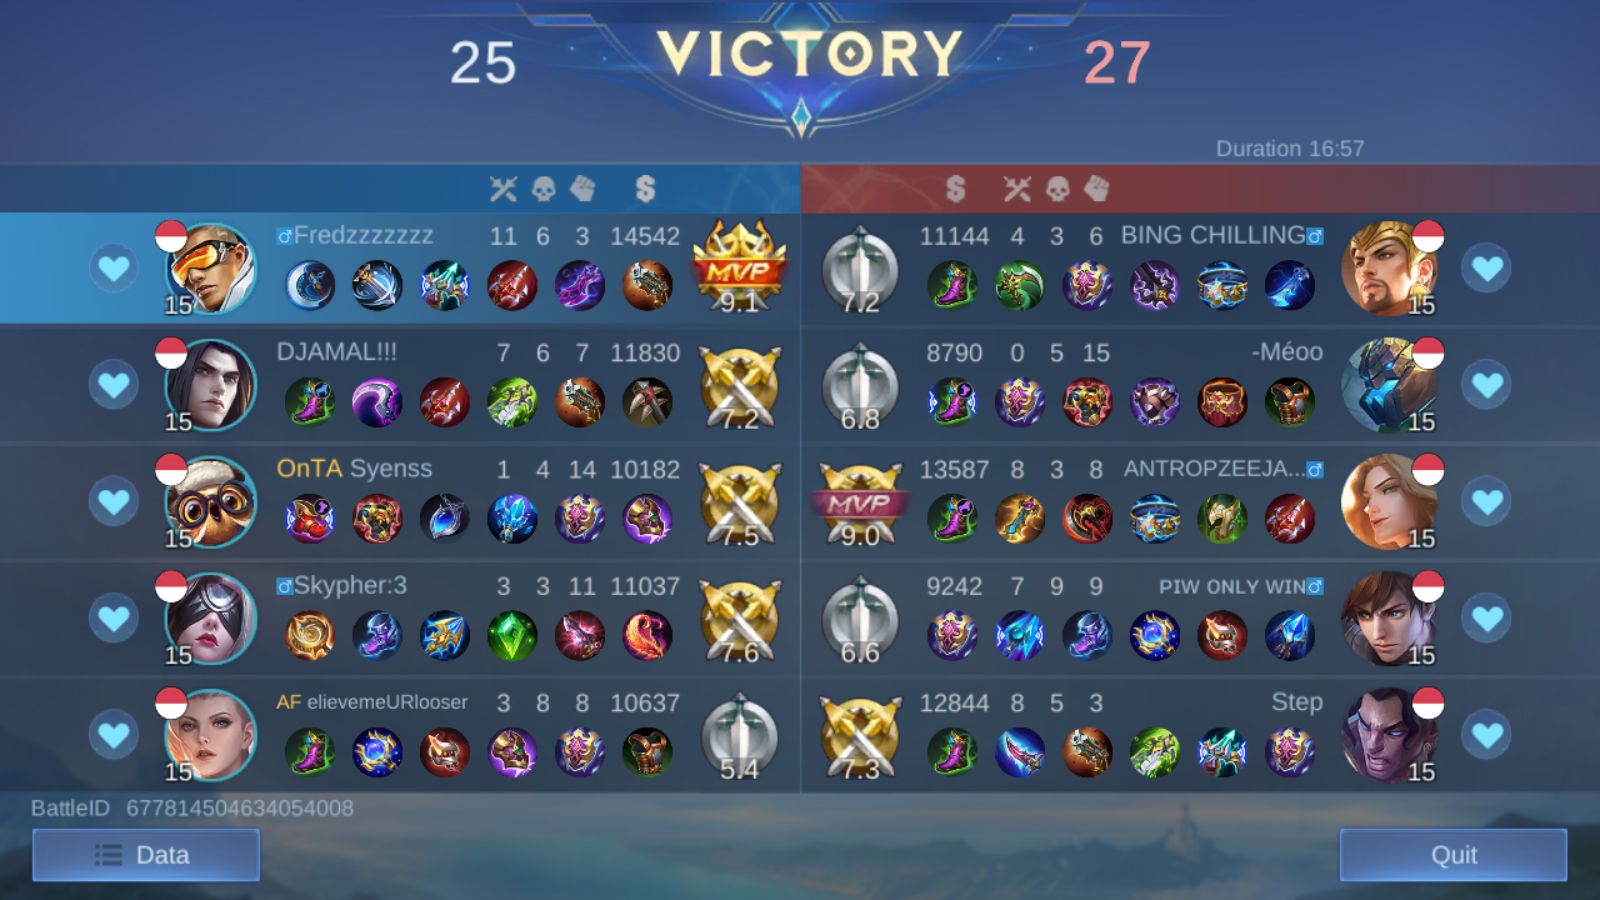 25 VICTORY 27
Duration 16:57
Fredzzzzzzz 11 6 3 14542 MVP 9.1
15
7.2 11144 4 3 6 BING CHILLING
15
DJAMAL!!! 7 6 7 11830 7.2
15
6.8 8790 0 5 15 -Méoo
15
OnTA Syenss 1 4 14 10182 7.5
15
MVP 9.0 13587 8 3 8 ANTROPZEEJA...
15
Skypher:3 3 3 11 11037 7.6
15
6.6 9242 7 9 9 PIW ONLY WIN
15
AF elievemeURlooser 3 8 8 10637 5.4
15
7.3 12844 8 5 3 Step
15
BattleID 677814504634054008
Data
Quit